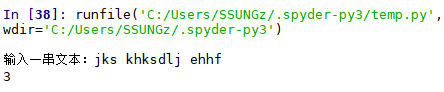 In [38]: runfile('C:/Users/SSUNGz/.spyder-py3/temp.py',
wdir='C:/Users/SSUNGz/.spyder-py3')
输入一串文本：jks khksdlj ehhf
3